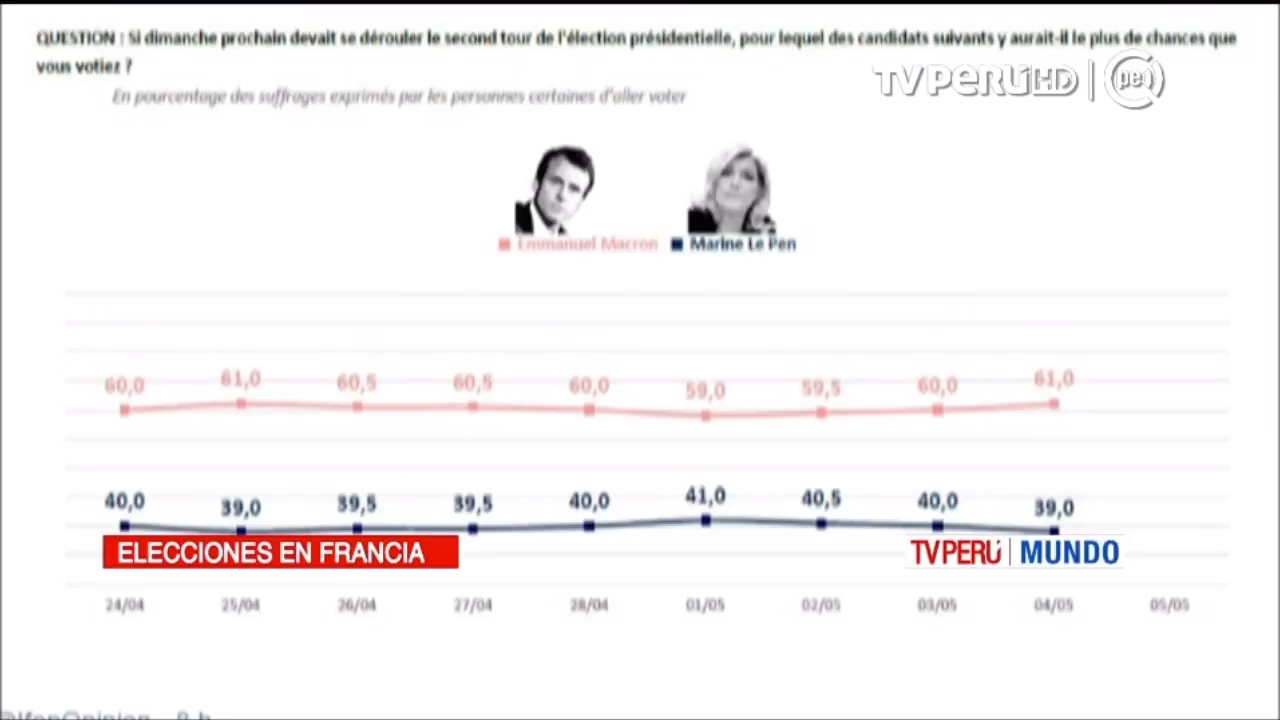 QUESTION : Si dimanche prochain devait se dérouler le second tour de l'élection présidentielle, pour lequel des candidats suivants y aurait-il le plus de chances que
vous votiez ?
TVPERÚHD
En pourcentage des suffrages exprimés par les personnes certaines d'aller voter
Emmanuel Macron Marine Le Pen
60,0 61,0 60,5 60,5 60,0 59,0 59,5 60,0 61,0
40,0 39,0 39,5 39,5 40,0 41,0 40,5 40,0 39,0
ELECCIONES EN FRANCIA
TVPERÚ MUNDO
24/04 25/04 26/04 27/04 28/04 01/05 02/05 03/05 04/05 05/05